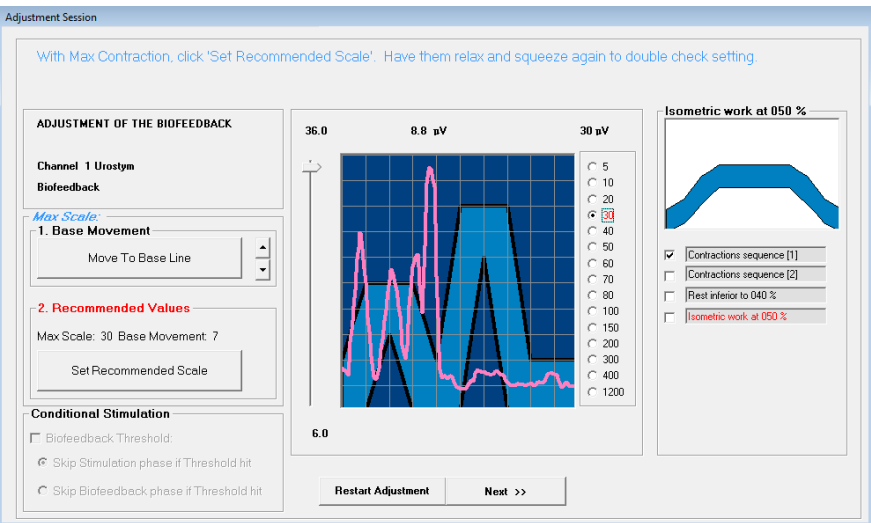 Adjustment Session
With Max Contraction, click 'Set Recommended Scale'. Have them relax and squeeze again to double check setting.
ADJUSTMENT OF THE BIOFEEDBACK
Channel 1 Urostym
Biofeedback
Max Scale:
1. Base Movement
Move To Base Line
2. Recommended Values
Max Scale: 30 Base Movement: 7
Set Recommended Scale
Conditional Stimulation
Biofeedback Threshold:
Skip Stimulation phase if Threshold hit
Skip Biofeedback phase if Threshold hit
36.0 8.8 µV 30 µV
5
10
20
30
40
50
60
70
80
100
150
200
300
400
1200
6.0
Restart Adjustment
Next >>
Isometric work at 050 %
Contractions sequence [1]
Contractions sequence [2]
Rest inferior to 040 %
Isometric work at 050 %